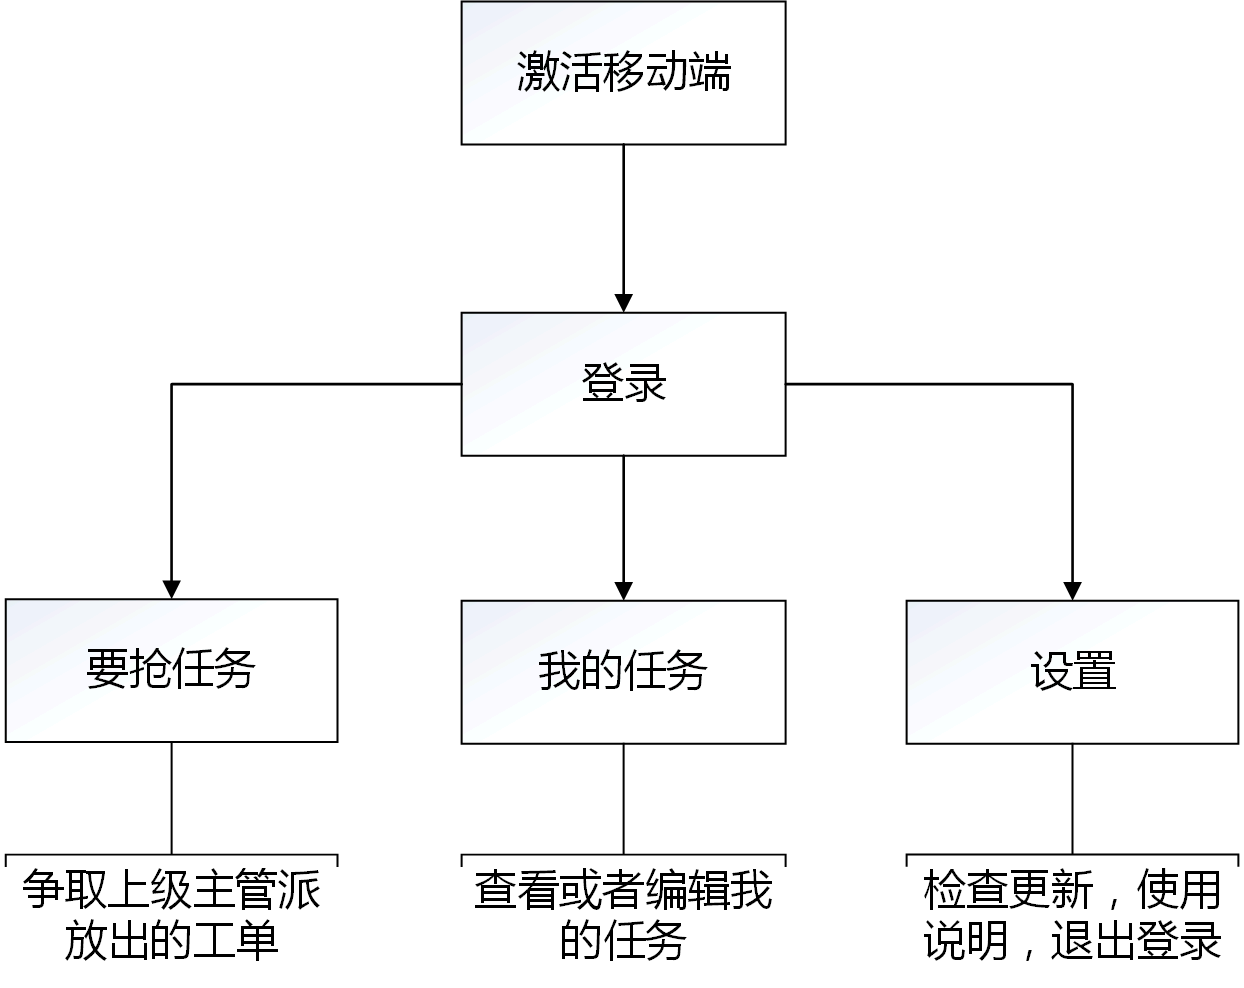 激活移动端
登录
要抢任务
我的任务
设置
争取上级主管派
放出的工单
查看或者编辑我
的任务
检查更新，使用
说明，退出登录